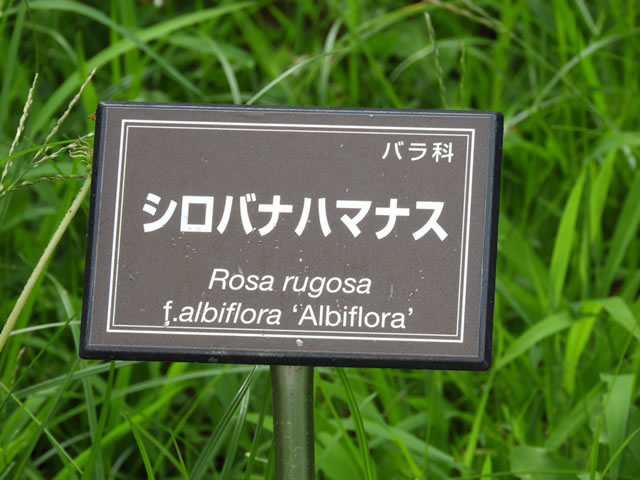 バラ科
シロバナハマナス
Rosa rugosa
f.albiflora ‘Albiflora’